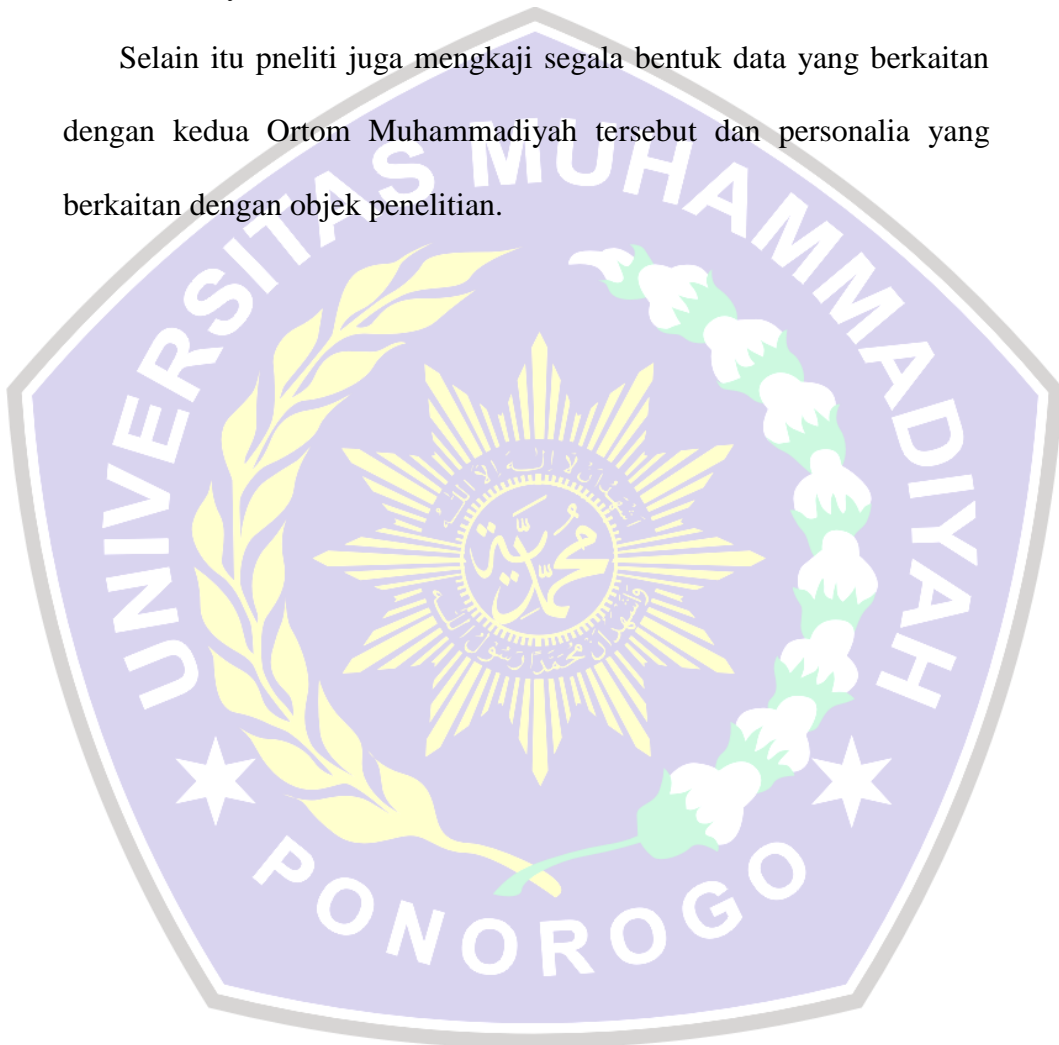 Selain itu pneliti juga mengkaji segala bentuk data yang berkaitan
dengan kedua Ortom Muhammadiyah tersebut dan personalia yang
berkaitan dengan objek penelitian.
UNIVERSITAS MUHAMMADIYAH
PONOROGO
محمدية